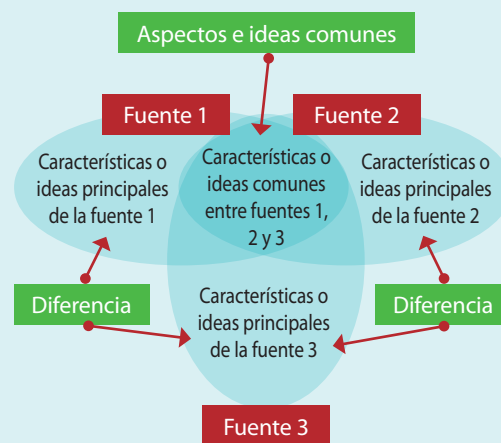 Aspectos e ideas comunes
Fuente 1
Fuente 2
Características o
ideas principales
de la fuente 1
Características o
ideas comunes
entre fuentes 1,
2 y 3
Características o
ideas principales
de la fuente 2
Diferencia
Características o
ideas principales
de la fuente 3
Diferencia
Fuente 3